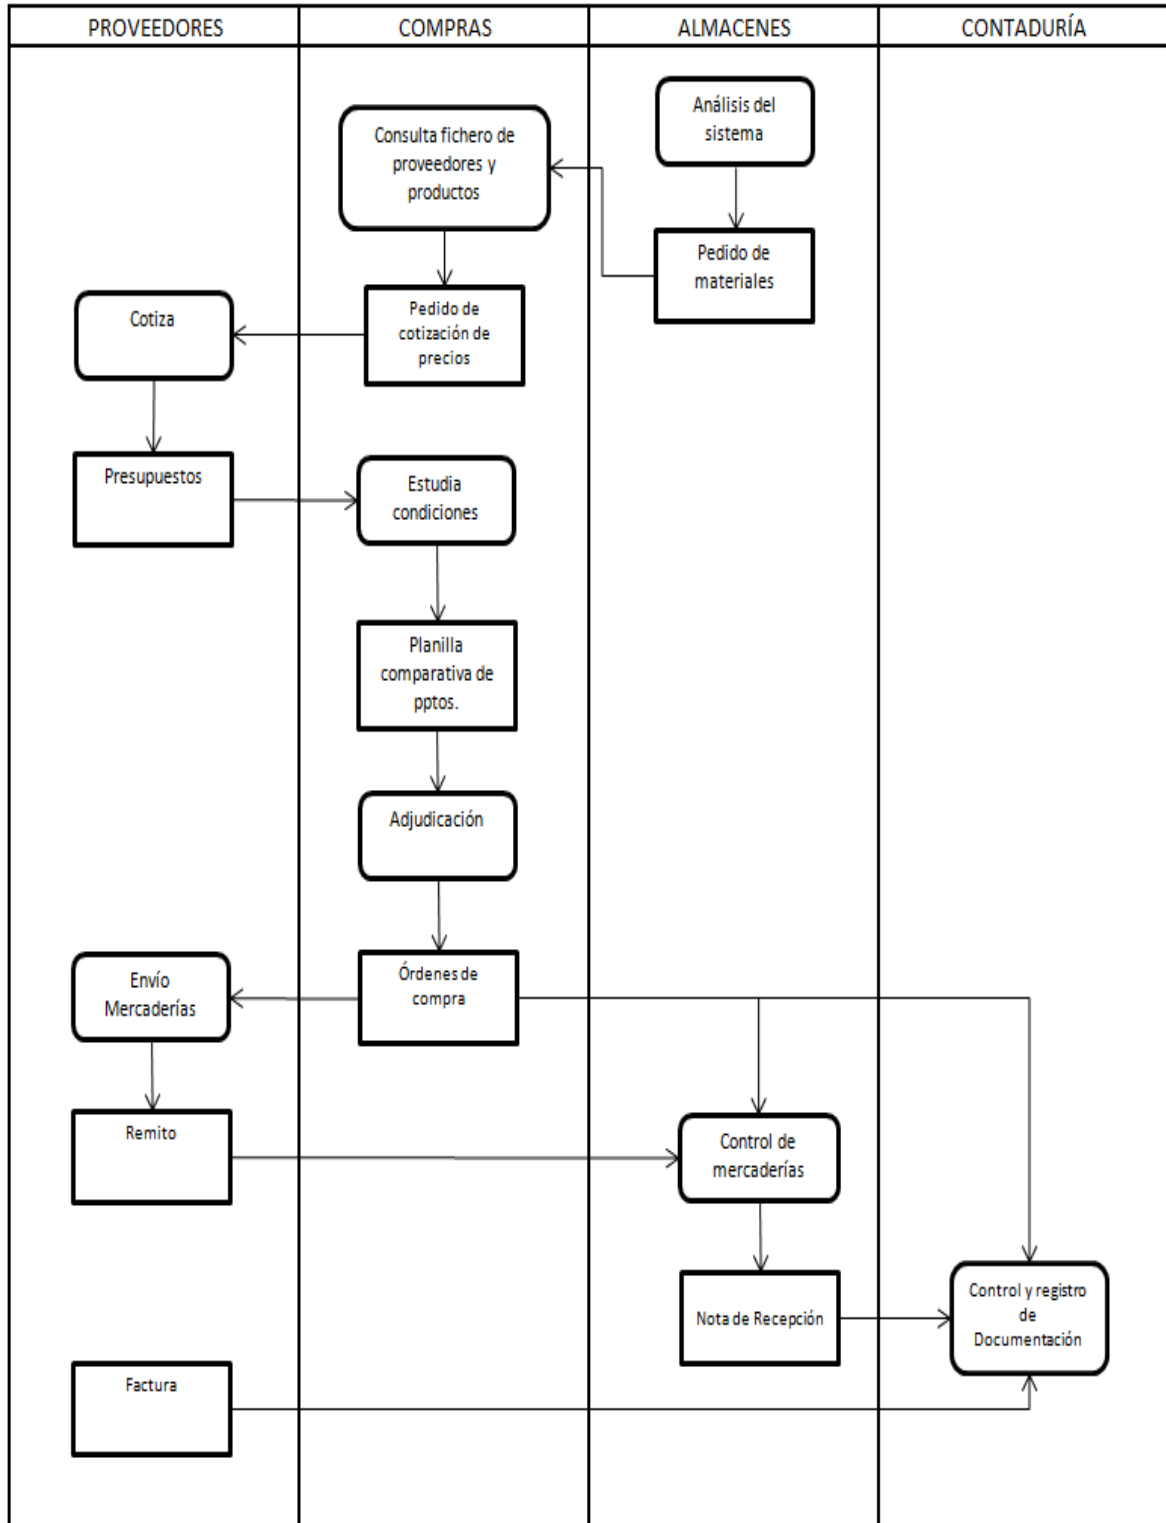 PROVEEDORES
COMPRAS
ALMACENES
CONTADURÍA
Análisis del
sistema
Consulta fichero de
proveedores y
productos
Pedido de
materiales
Cotiza
Pedido de
cotización de
precios
Presupuestos
Estudia
condiciones
Planilla
comparativa de
pptos.
Adjudicación
Envío
Mercaderías
Órdenes de
compra
Remito
Control de
mercaderías
Nota de Recepción
Control y registro
de
Documentación
Factura